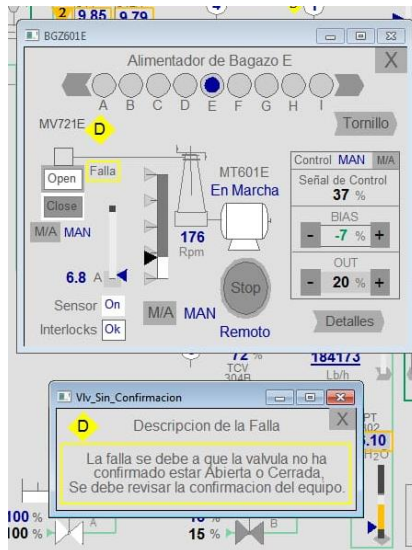 2 9.85 9.79
4
D 1
BGZ601E
Alimentador de Bagazo E
X
A B C D E F G H I
MV721E D
Tornillo
Open
Falla
Close
M/A MAN
6.8 A
Sensor On
Interlocks Ok
176
Rpm
M/A MAN
MT601E
En Marcha
Stop
Remoto
Control MAN M/A
Señal de Control
37 %
BIAS
- -7 % +
OUT
- 20 % +
Detalles
72 %
TCV
304B
184173
Lb/h
Vlv_Sin_Confirmacion
D Descripcion de la Falla X
La falla se debe a que la valvula no ha
confirmado estar Abierta o Cerrada,
Se debe revisar la confirmacion del equipo.
PT
302
.10
H2O
100 % A
100 %
B
15 %